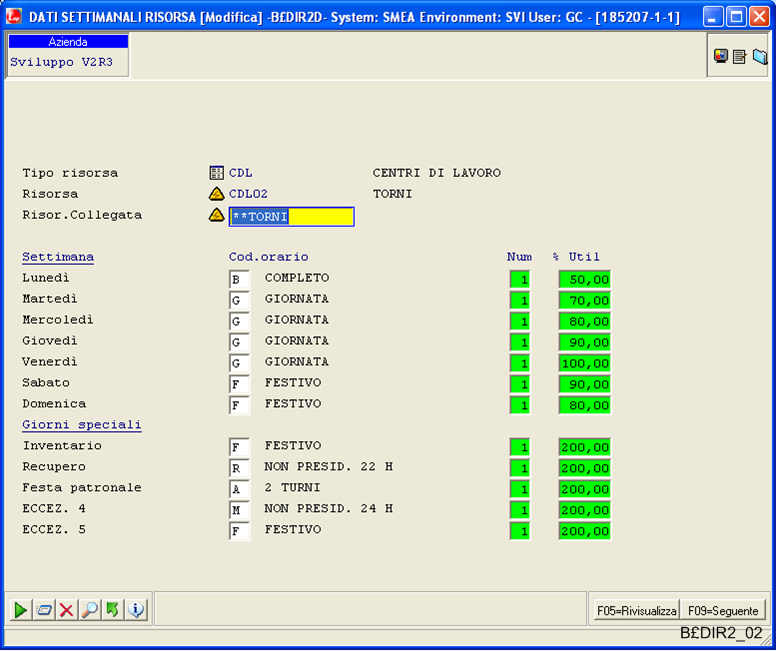 DATI SETTIMANALI RISORSA [Modifica] -B£DIR2D- System: SMEA Environment: SVI User: GC - [185207-1-1]
Azienda
Sviluppo V2R3
Tipo risorsa CDL CENTRI DI LAVORO
Risorsa CDL02 TORNI
Risor.Collegata **TORNI
Settimana Cod.orario Num % Util
Lunedì B COMPLETO 1 50,00
Martedì G GIORNATA 1 70,00
Mercoledì G GIORNATA 1 80,00
Giovedì G GIORNATA 1 90,00
Venerdì G GIORNATA 1 100,00
Sabato F FESTIVO 1 90,00
Domenica F FESTIVO 1 80,00
Giorni speciali
Inventario F FESTIVO 1 200,00
Recupero R NON PRESID. 22 H 1 200,00
Festa patronale A 2 TURNI 1 200,00
ECCEZ. 4 M NON PRESID. 24 H 1 200,00
ECCEZ. 5 F FESTIVO 1 200,00
F05=Rivisualizza F09=Seguente
B£DIR2_02